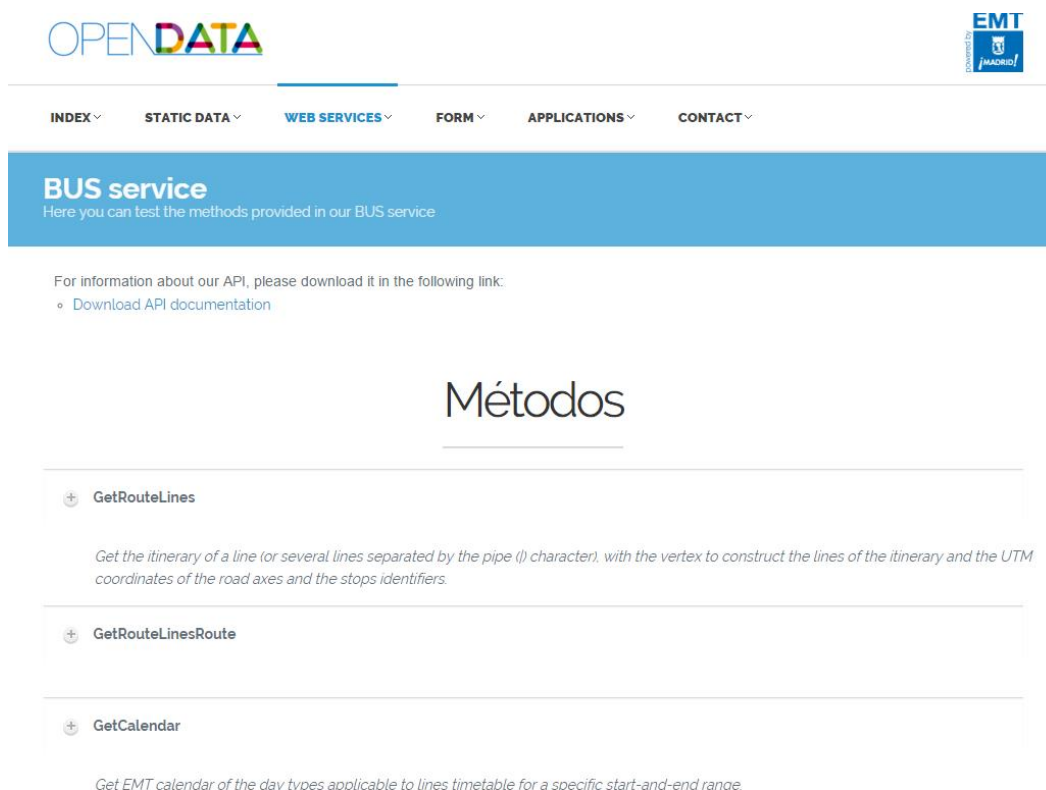 OPENDATA
powered by
EMT
¡MADRID!
INDEX
STATIC DATA
WEB SERVICES
FORM
APPLICATIONS
CONTACT
BUS service
Here you can test the methods provided in our BUS service
For information about our API, please download it in the following link:
Download API documentation
Métodos
GetRouteLines
Get the itinerary of a line (or several lines separated by the pipe (|) character), with the vertex to construct the lines of the itinerary and the UTM
coordinates of the road axes and the stops identifiers.
GetRouteLinesRoute
GetCalendar
Get EMT calendar of the day types applicable to lines timetable for a specific start-and-end range.